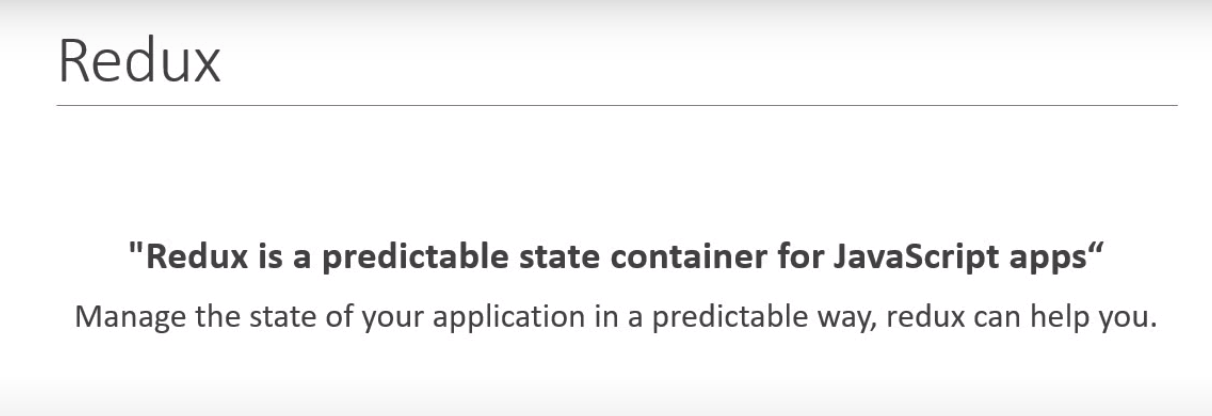 Redux
"Redux is a predictable state container for JavaScript apps“
Manage the state of your application in a predictable way, redux can help you.